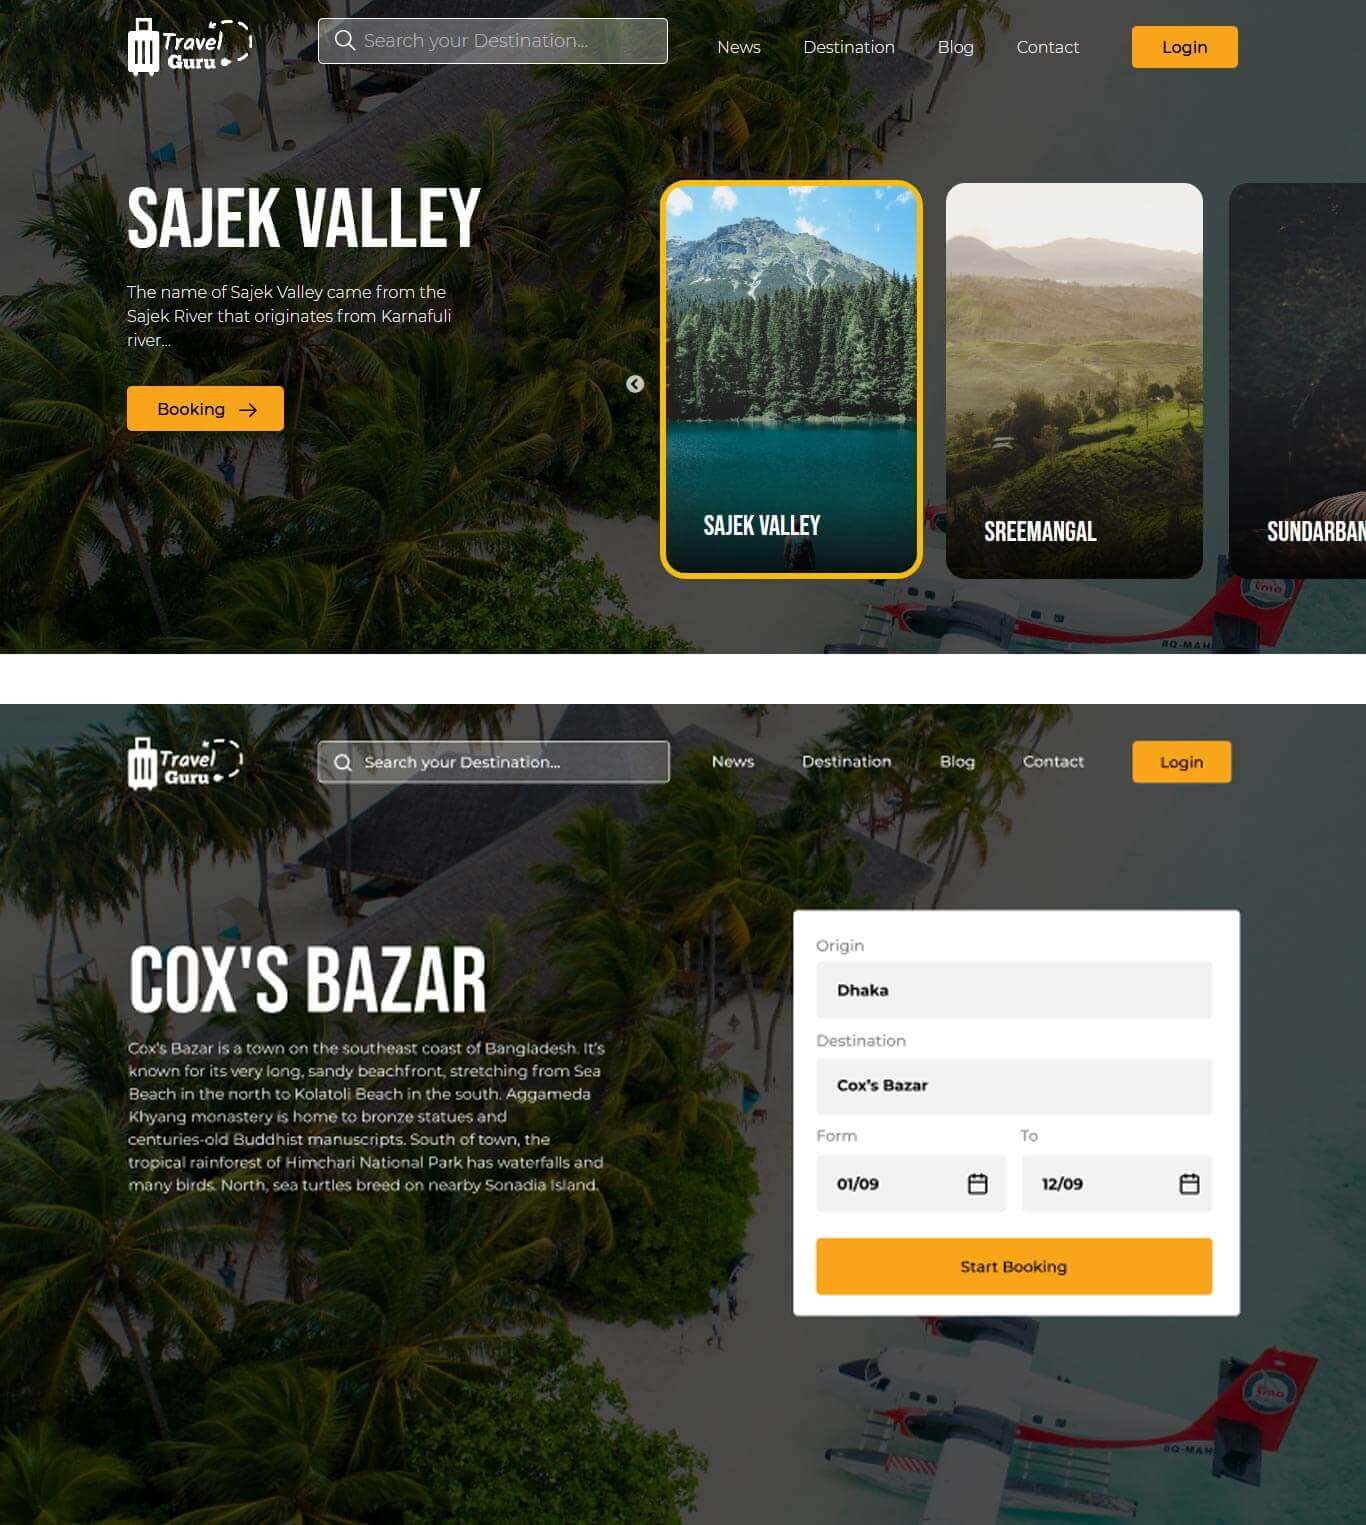 Travel
Guru
Search your Destination...
News
Destination
Blog
Contact
Login
SAJEK VALLEY
The name of Sajek Valley came from the
Sajek River that originates from Karnafuli
river...
Booking
SAJEK VALLEY
SREEMANGAL
SUNDARBAN
tma
8Q-MAH
Travel
Guru
Search your Destination...
News
Destination
Blog
Contact
Login
COX'S BAZAR
Cox's Bazar is a town on the southeast coast of Bangladesh. It's
known for its very long, sandy beachfront, stretching from Sea
Beach in the north to Kolatoli Beach in the south. Aggameda
Khyang monastery is home to bronze statues and
centuries-old Buddhist manuscripts. South of town, the
tropical rainforest of Himchari National Park has waterfalls and
many birds. North, sea turtles breed on nearby Sonadia Island.
Origin
Dhaka
Destination
Cox's Bazar
Form
To
01/09
12/09
Start Booking
tma
8Q-MAH